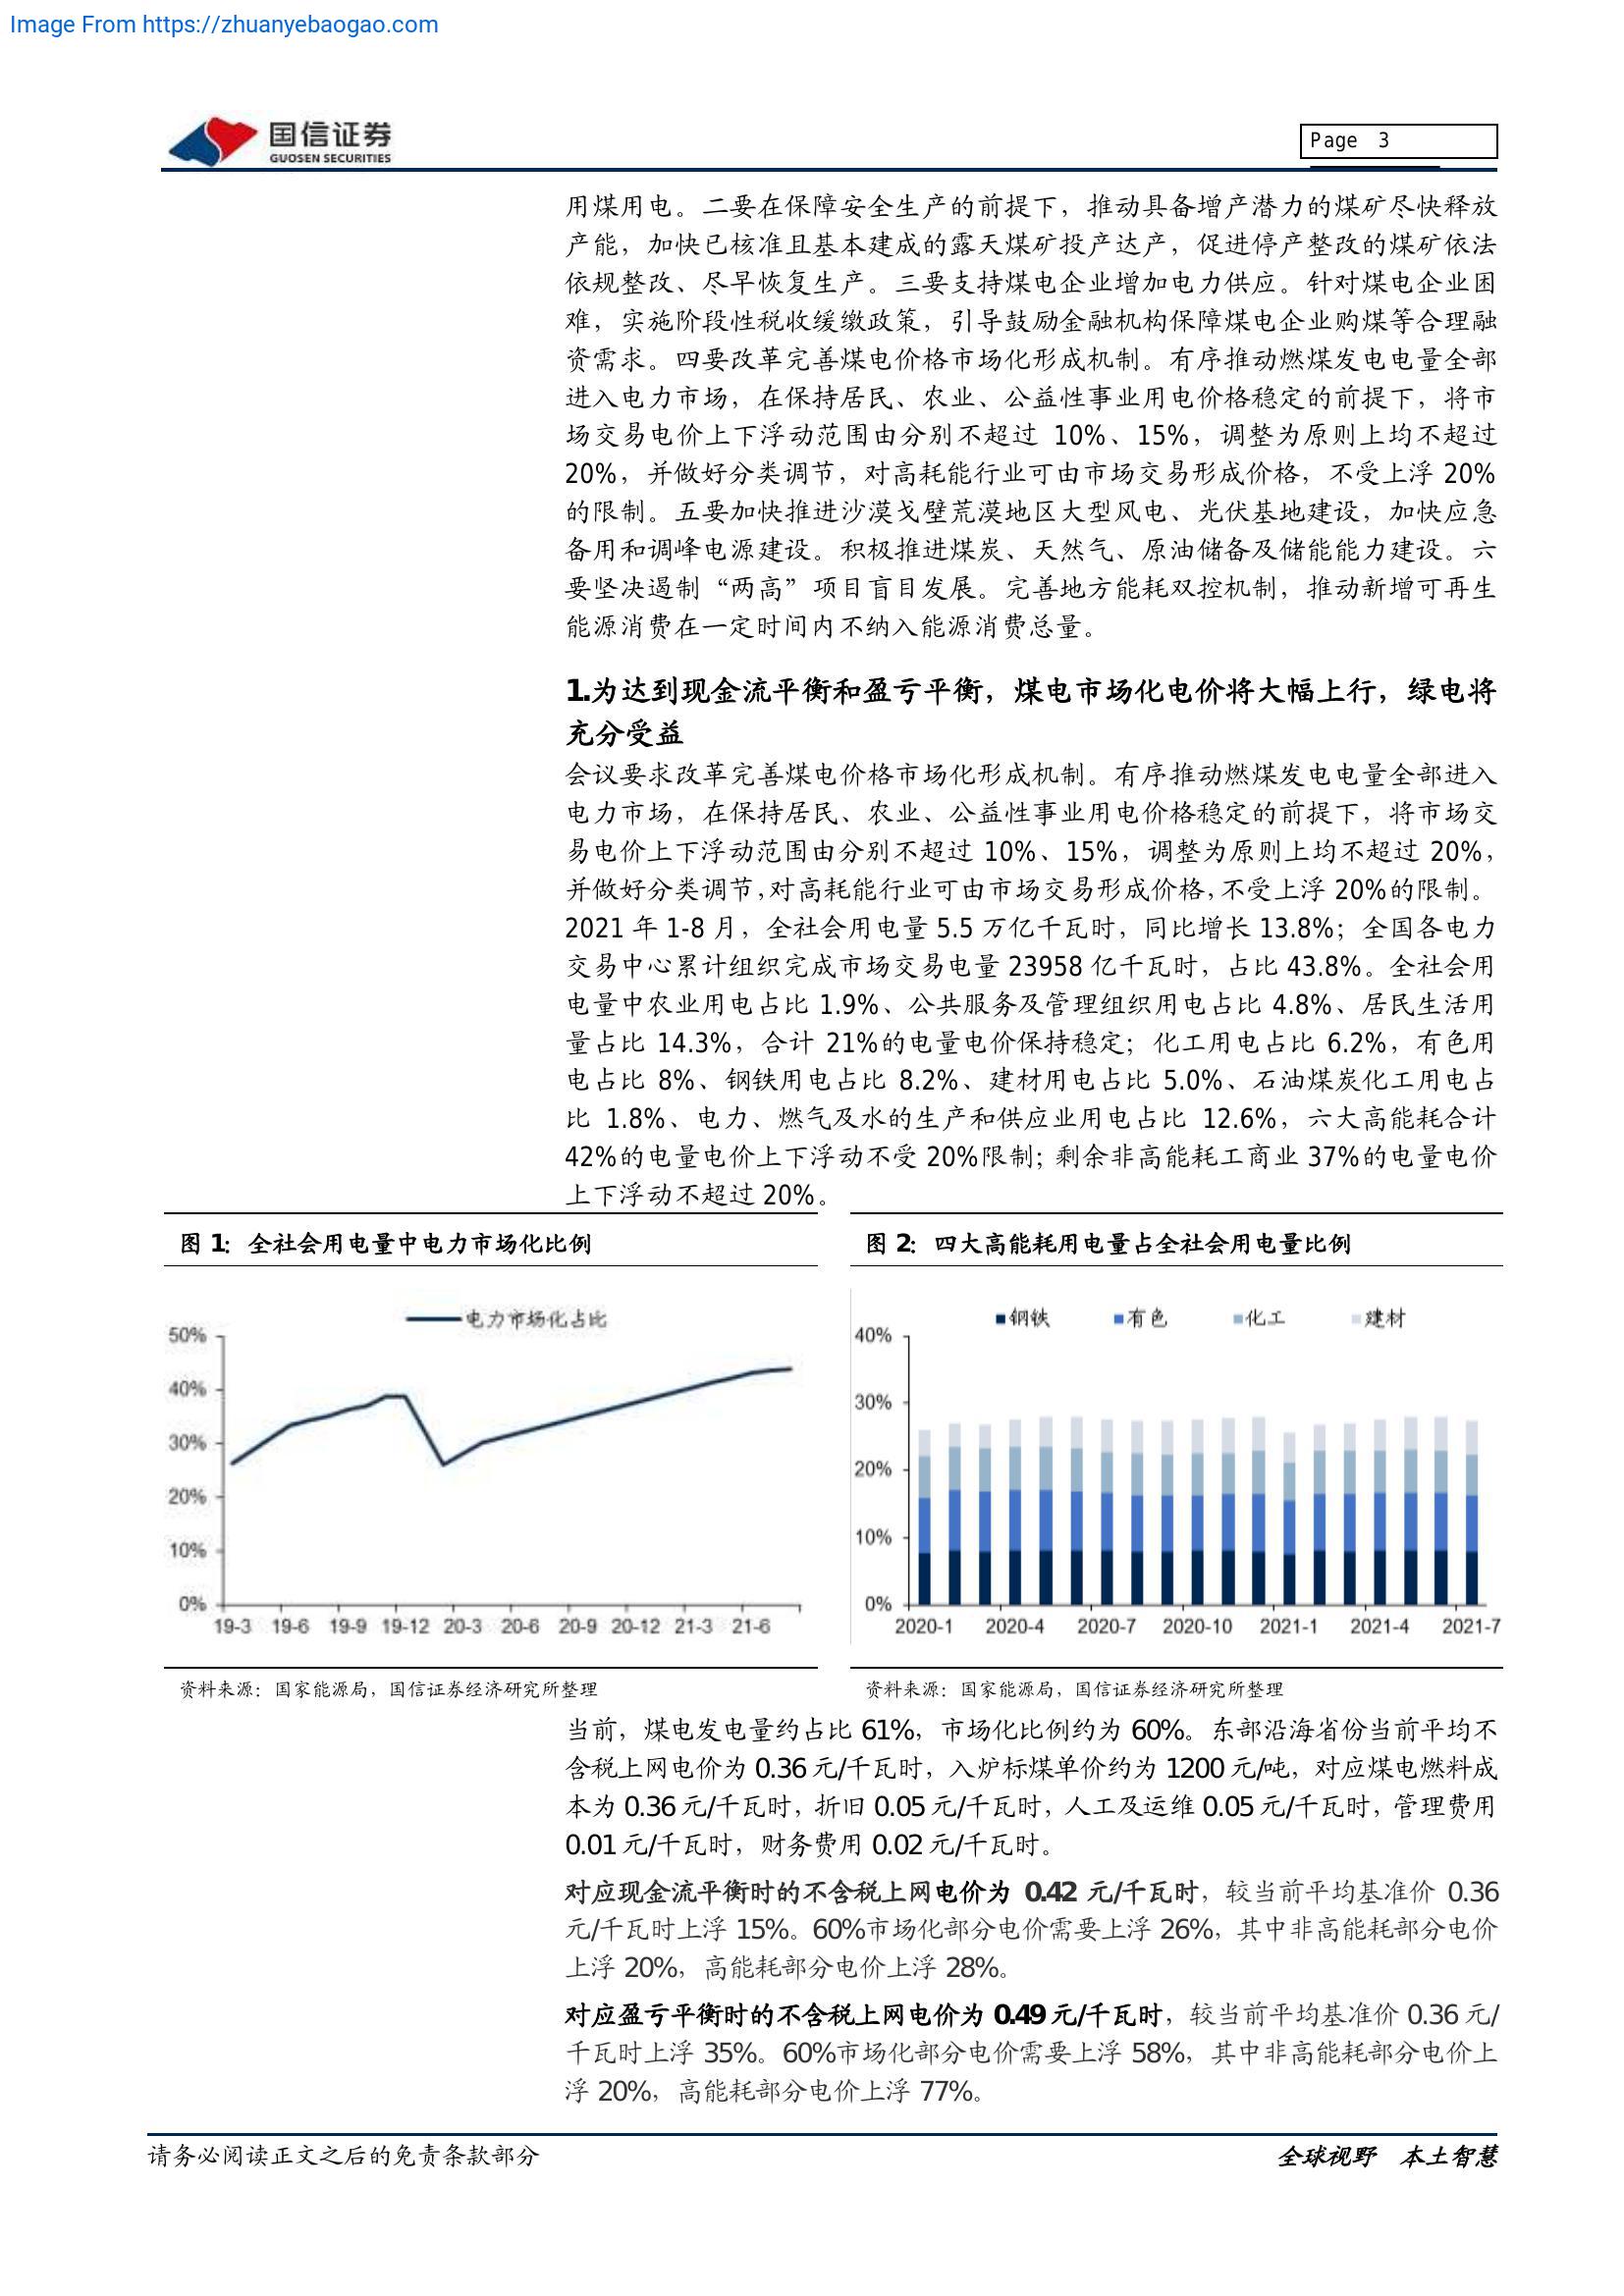 Image From https://zhuanyebaogao.com
国信证券
GUOSEN SECURITIES
Page 3
用煤用电。二要在保障安全生产的前提下，推动具备增产潜力的煤矿尽快释放
产能，加快已核准且基本建成的露天煤矿投产达产，促进停产整改的煤矿依法
依规整改、尽早恢复生产。三要支持煤电企业增加电力供应。针对煤电企业困
难，实施阶段性税收缓缴政策，引导鼓励金融机构保障煤电企业购煤等合理融
资需求。四要改革完善煤电价格市场化形成机制。有序推动燃煤发电电量全部
进入电力市场，在保持居民、农业、公益性事业用电价格稳定的前提下，将市
场交易电价上下浮动范围由分别不超过 10%、15%，调整为原则上均不超过
20%，并做好分类调节，对高耗能行业可由市场交易形成价格，不受上浮 20%
的限制。五要加快推进沙漠戈壁荒漠地区大型风电、光伏基地建设，加快应急
备用和调峰电源建设。积极推进煤炭、天然气、原油储备及储能能力建设。六
要坚决遏制“两高”项目盲目发展。完善地方能耗双控机制，推动新增可再生
能源消费在一定时间内不纳入能源消费总量。
1.为达到现金流平衡和盈亏平衡，煤电市场化电价将大幅上行，绿电将
充分受益
会议要求改革完善煤电价格市场化形成机制。有序推动燃煤发电电量全部进入
电力市场，在保持居民、农业、公益性事业用电价格稳定的前提下，将市场交
易电价上下浮动范围由分别不超过 10%、15%，调整为原则上均不超过 20%，
并做好分类调节，对高耗能行业可由市场交易形成价格，不受上浮 20%的限制。
2021 年 1-8 月，全社会用电量 5.5 万亿千瓦时，同比增长 13.8%；全国各电力
交易中心累计组织完成市场交易电量 23958 亿千瓦时，占比 43.8%。全社会用
电量中农业用电占比 1.9%、公共服务及管理组织用电占比 4.8%、居民生活用
量占比 14.3%，合计 21%的电量电价保持稳定；化工用电占比 6.2%，有色用
电占比 8%、钢铁用电占比 8.2%、建材用电占比 5.0%、石油煤炭化工用电占
比 1.8%、电力、燃气及水的生产和供应业用电占比 12.6%，六大高能耗合计
42%的电量电价上下浮动不受 20%限制；剩余非高能耗工商业 37%的电量电价
上下浮动不超过 20%。
图 1：全社会用电量中电力市场化比例
电力市场化占比
50%
40%
30%
20%
10%
0%
19-3 19-6 19-9 19-12 20-3 20-6 20-9 20-12 21-3 21-6
资料来源：国家能源局，国信证券经济研究所整理
图 2：四大高能耗用电量占全社会用电量比例
钢铁 有色 化工 建材
40%
30%
20%
10%
0%
2020-1 2020-4 2020-7 2020-10 2021-1 2021-4 2021-7
资料来源：国家能源局，国信证券经济研究所整理
当前，煤电发电量约占比 61%，市场化比例约为 60%。东部沿海省份当前平均不
含税上网电价为 0.36 元/千瓦时，入炉标煤单价约为 1200 元/吨，对应煤电燃料成
本为 0.36 元/千瓦时，折旧 0.05 元/千瓦时，人工及运维 0.05 元/千瓦时，管理费用
0.01 元/千瓦时，财务费用 0.02 元/千瓦时。
对应现金流平衡时的不含税上网电价为 0.42 元/千瓦时，较当前平均基准价 0.36
元/千瓦时上浮 15%。60%市场化部分电价需要上浮 26%，其中非高能耗部分电价
上浮 20%，高能耗部分电价上浮 28%。
对应盈亏平衡时的不含税上网电价为 0.49 元/千瓦时，较当前平均基准价 0.36 元/
千瓦时上浮 35%。60%市场化部分电价需要上浮 58%，其中非高能耗部分电价上
浮 20%，高能耗部分电价上浮 77%。
请务必阅读正文之后的免责条款部分
全球视野 本土智慧